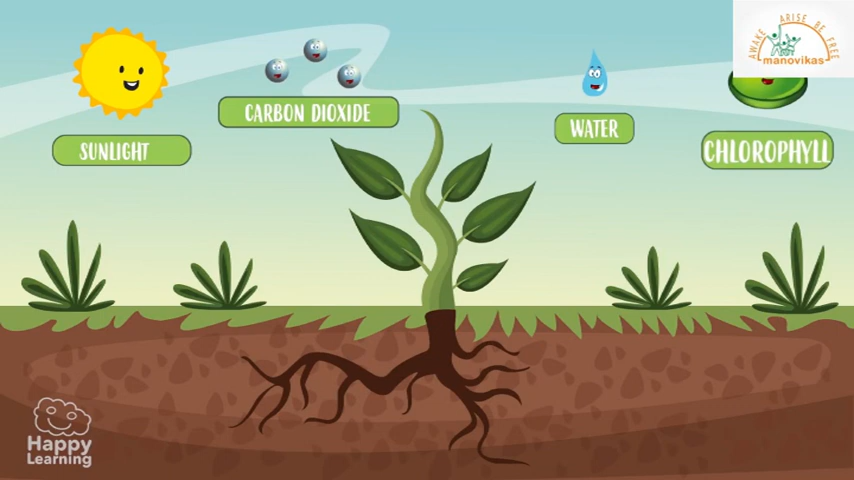 AWAKE ARISE BE FREE
manovikas
CARBON DIOXIDE
WATER
SUNLIGHT
CHLOROPHYLL
Happy
Learning